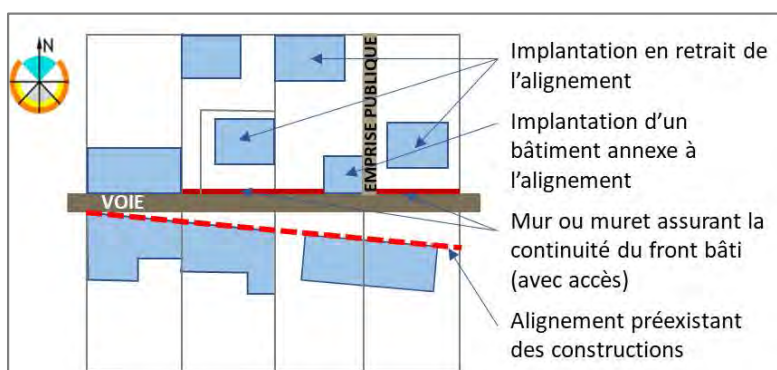 N
EMPRISE PUBLIQUE
VOIE
Implantation en retrait de
l’alignement
Implantation d’un
bâtiment annexe à
l’alignement
Mur ou muret assurant la
continuité du front bâti
(avec accès)
Alignement préexistant
des constructions